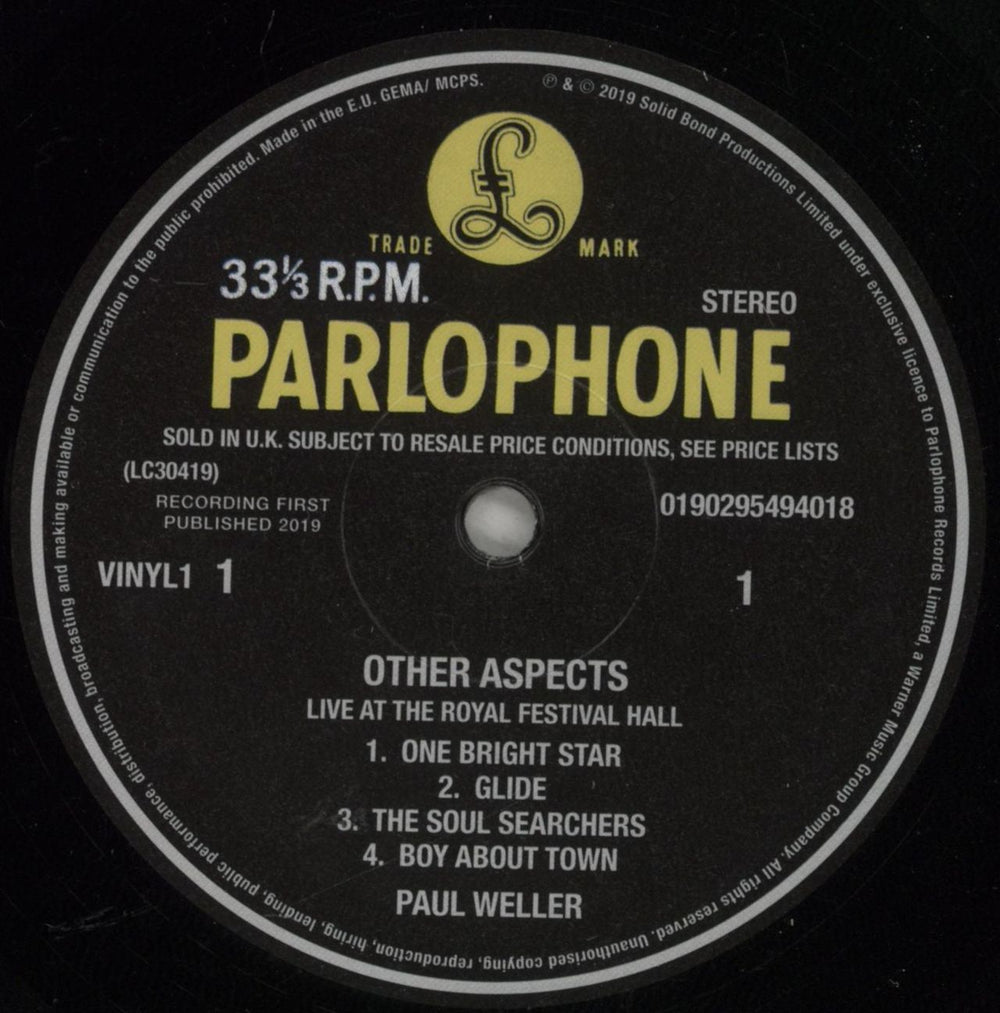 ℗ & © 2019 Solid Bond Productions Limited under exclusive licence to Parlophone Records Limited, a Warner Music Group Company. All rights reserved. Unauthorised copying, reproduction, hiring, lending, public performance, distribution, broadcasting and making available or communication to the public prohibited. Made in the E.U. GEMA/ MCPS.
£
TRADE MARK
33⅓ R.P.M.
STEREO
PARLOPHONE
SOLD IN U.K. SUBJECT TO RESALE PRICE CONDITIONS, SEE PRICE LISTS
(LC30419)
RECORDING FIRST
PUBLISHED 2019
0190295494018
VINYL1 1
1
OTHER ASPECTS
LIVE AT THE ROYAL FESTIVAL HALL
1. ONE BRIGHT STAR
2. GLIDE
3. THE SOUL SEARCHERS
4. BOY ABOUT TOWN
PAUL WELLER